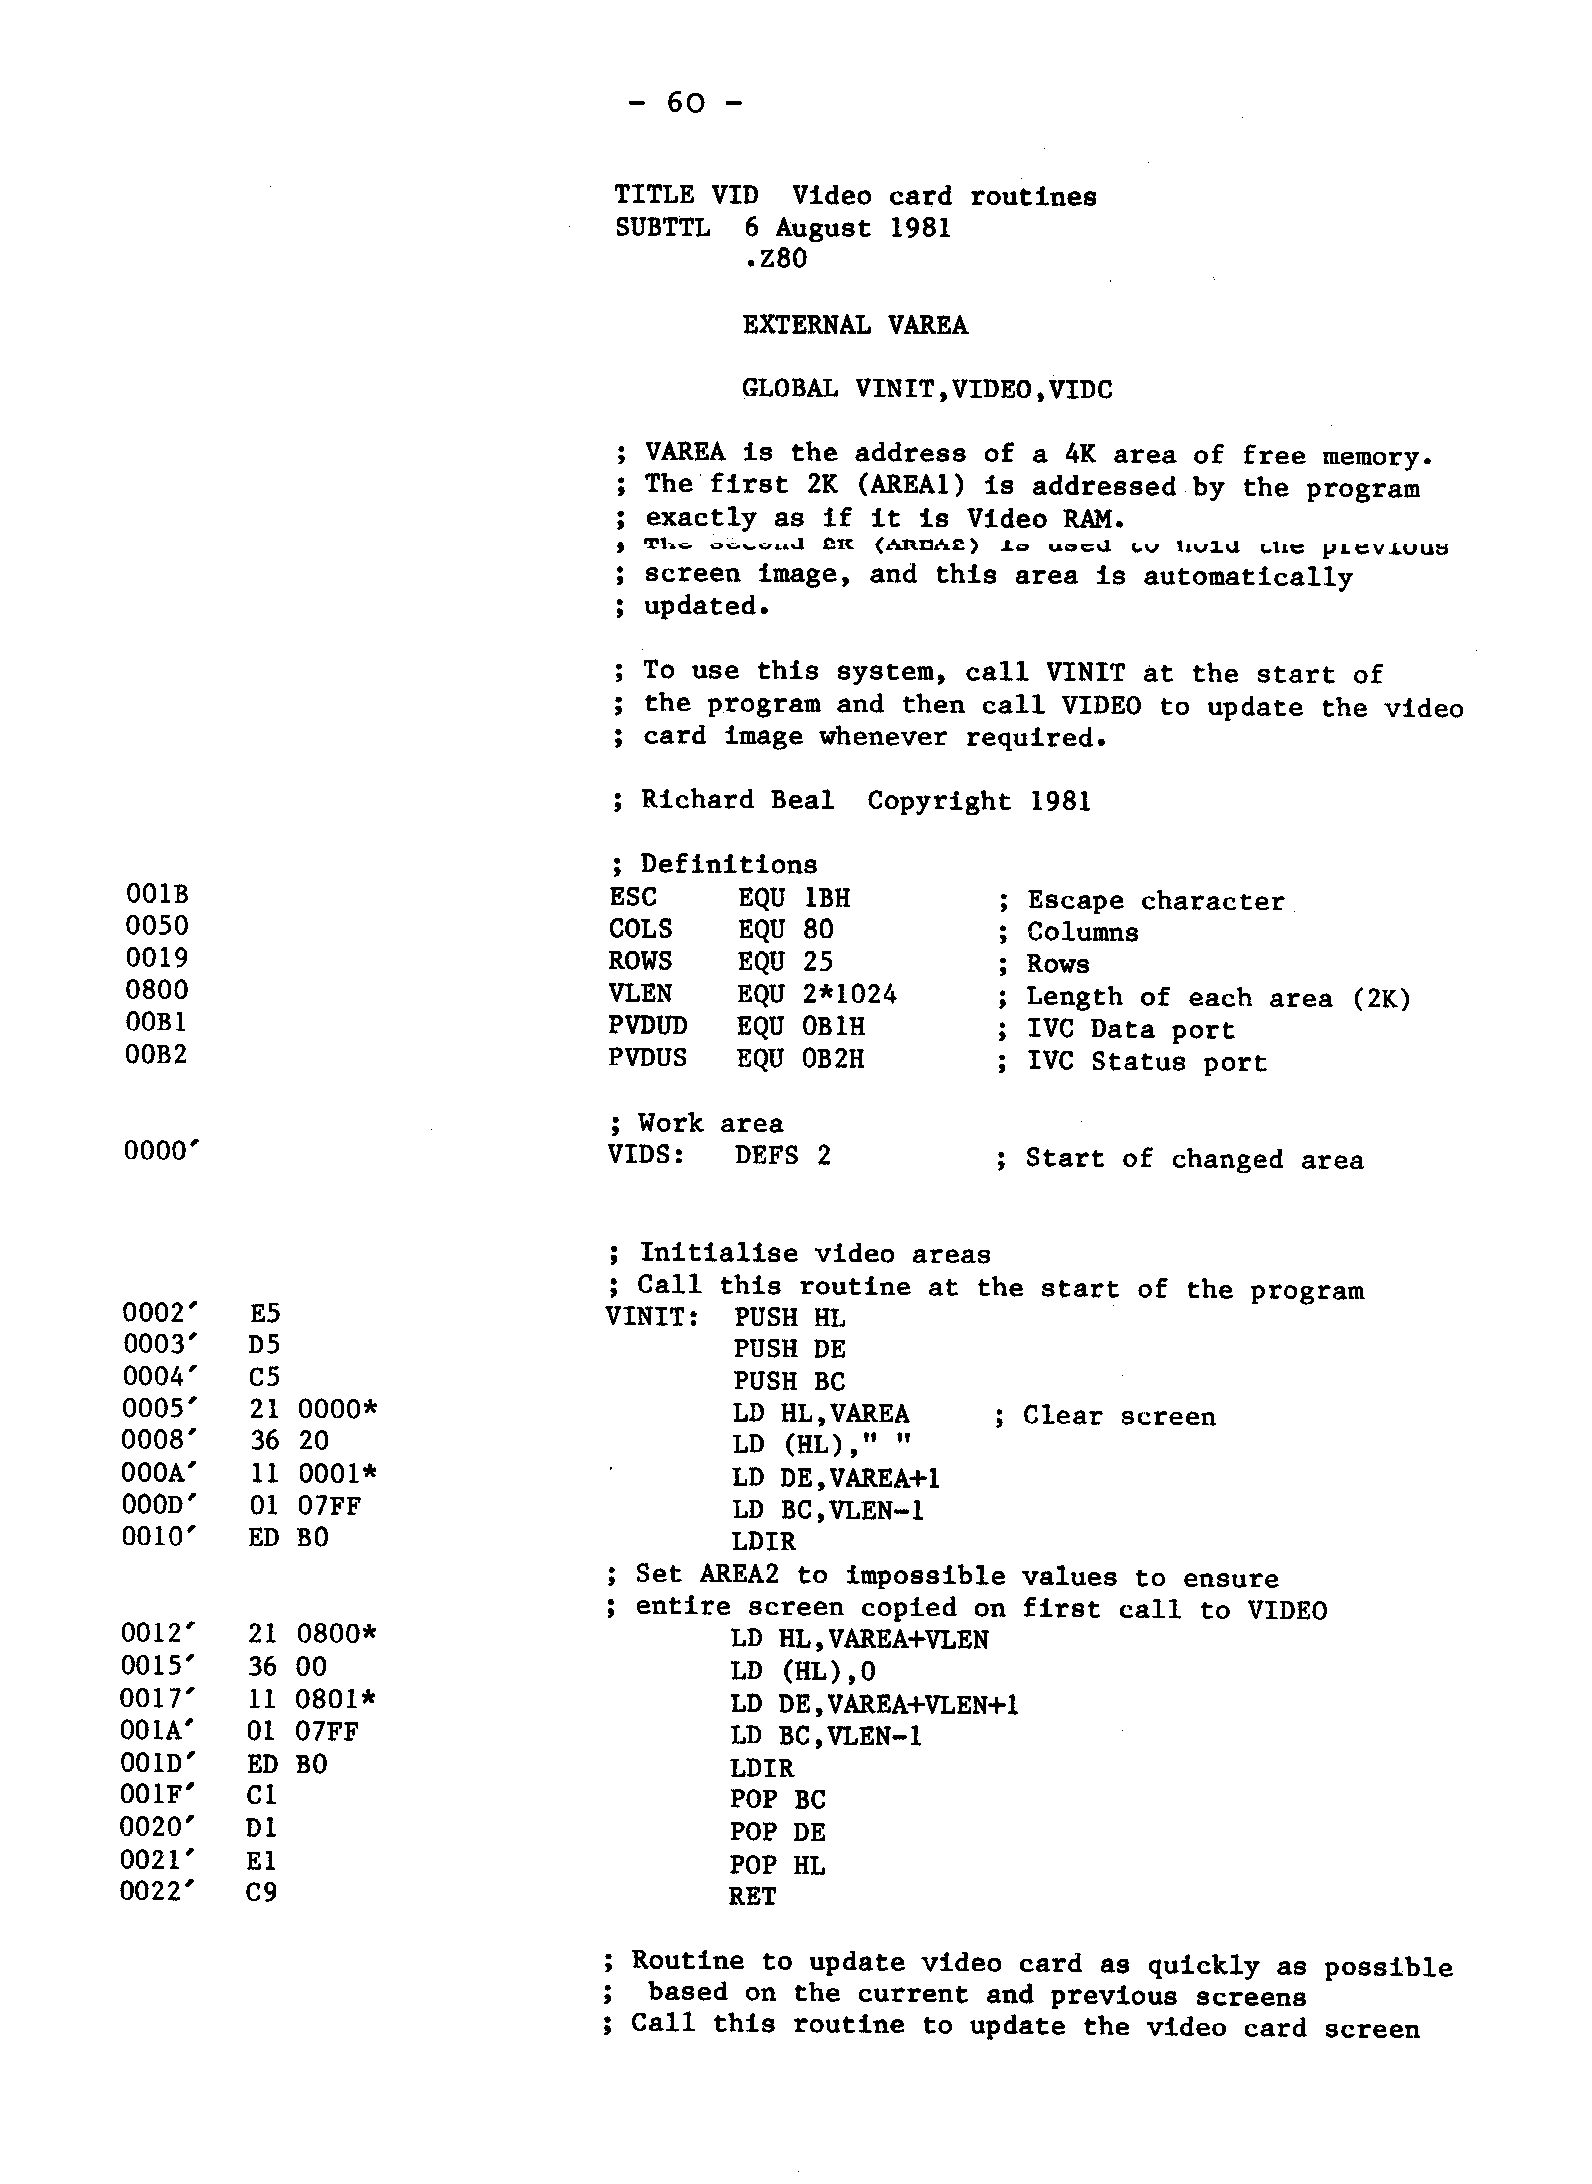 - 60 -
TITLE VID  Video card routines
SUBTTL  6 August 1981
.Z80
EXTERNAL VAREA
GLOBAL VINIT,VIDEO,VIDC
; VAREA is the address of a 4K area of free memory.
; The first 2K (AREA1) is addressed by the program
; exactly as if it is Video RAM.
; The second 2K (AREA2) is used to hold the previous
; screen image, and this area is automatically
; updated.
; To use this system, call VINIT at the start of
; the program and then call VIDEO to update the video
; card image whenever required.
; Richard Beal  Copyright 1981
; Definitions
001B ESC EQU 1BH ; Escape character
0050 COLS EQU 80 ; Columns
0019 ROWS EQU 25 ; Rows
0800 VLEN EQU 2*1024 ; Length of each area (2K)
00B1 PVDUD EQU 0B1H ; IVC Data port
00B2 PVDUS EQU 0B2H ; IVC Status port
; Work area
0000' VIDS: DEFS 2 ; Start of changed area
; Initialise video areas
; Call this routine at the start of the program
0002' E5 VINIT: PUSH HL
0003' D5 PUSH DE
0004' C5 PUSH BC
0005' 21 0000* LD HL,VAREA ; Clear screen
0008' 36 20 LD (HL)," "
000A' 11 0001* LD DE,VAREA+1
000D' 01 07FF LD BC,VLEN-1
0010' ED B0 LDIR
; Set AREA2 to impossible values to ensure
; entire screen copied on first call to VIDEO
0012' 21 0800* LD HL,VAREA+VLEN
0015' 36 00 LD (HL),0
0017' 11 0801* LD DE,VAREA+VLEN+1
001A' 01 07FF LD BC,VLEN-1
001D' ED B0 LDIR
001F' C1 POP BC
0020' D1 POP DE
0021' E1 POP HL
0022' C9 RET
; Routine to update video card as quickly as possible
;  based on the current and previous screens
; Call this routine to update the video card screen